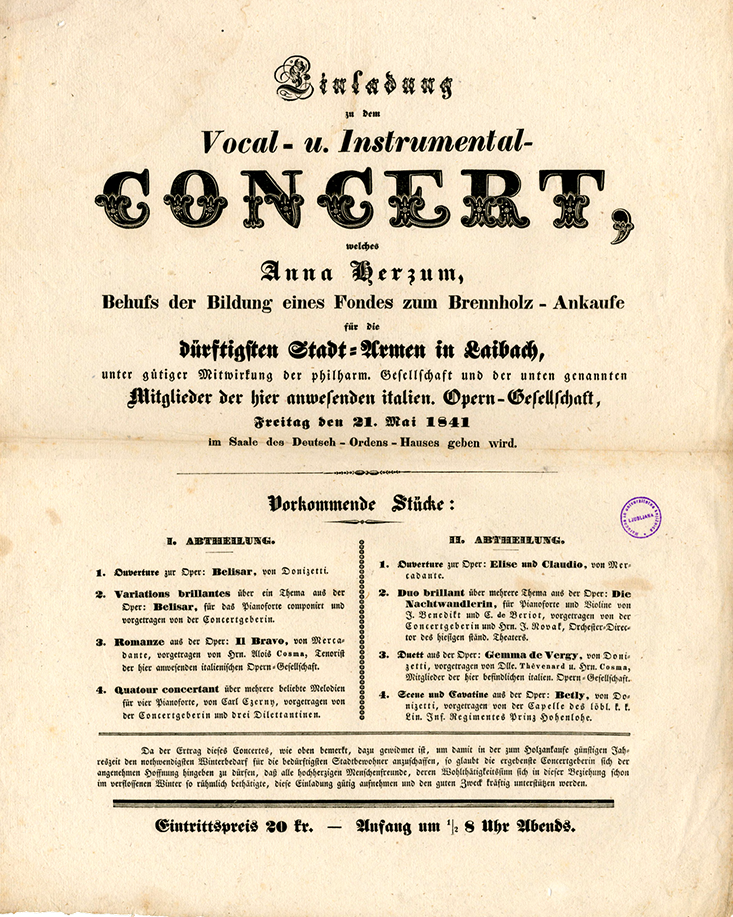 Einladung
zu dem
Vocal- u. Instrumental-
CONCERT,
welches
Anna Herzum,
Behufs der Bildung eines Fondes zum Brennholz-Ankaufe
für die
dürftigsten Stadt-Armen in Laibach,
unter gütiger Mitwirkung der philharm. Gesellschaft und der unten genannten
Mitglieder der hier anwesenden italien. Opern-Gesellschaft,
Freitag den 21. Mai 1841
im Saale des Deutsch-Ordens-Hauses geben wird.
Vorkommende Stücke:
I. ABTHEILUNG.
1. Ouverture zur Oper: Belisar, von Donizetti.
2. Variations brillantes über ein Thema aus der
Oper: Belisar, für das Pianoforte componirt und
vorgetragen von der Concertgeberin.
3. Romanze aus der Oper: Il Bravo, von Merca-
dante, vorgetragen von Hrn. Alois Cosma, Tenorist
der hier anwesenden italienischen Opern-Gesellschaft.
4. Quatour concertant über mehrere beliebte Melodien
für vier Pianoforte, von Carl Czerny, vorgetragen von
der Concertgeberin und drei Dilettantinen.
II. ABTHEILUNG.
1. Ouverture zur Oper: Elise und Claudio, von Mer-
cadante.
2. Duo brillant über mehrere Thema aus der Oper: Die
Nachtwandlerin, für Pianoforte und Violine von
J. Benedikt und C. de Beriot, vorgetragen von der
Concertgeberin und Hrn. J. Novak, Orchester-Direc-
tor des hiesigen ständ. Theaters.
3. Duett aus der Oper: Gemma de Vergy, von Doni-
zetti, vorgetragen von Dlle. Thévenard u. Hrn. Cosma,
Mitglieder der hier befindlichen italien. Opern-Gesellschaft.
4. Scene und Cavatine aus der Oper: Betly, von Do-
nizetti, vorgetragen von der Capelle des löbl. k. k.
Lin. Inf. Regimentes Prinz Hohenlohe.
Da der Ertrag dieses Concertes, wie oben bemerkt, dazu gewidmet ist, um damit in der zum Holzankaufe günstigen Jah-
reszeit den nothwendigsten Winterbedarf für die bedürftigsten Stadtbewohner anzuschaffen, so glaubt die ergebenste Concertgeberin sich der
angenehmen Hoffnung hingeben zu dürfen, daß alle hochherzigen Menschenfreunde, deren Wohlthätigkeitssinn sich in dieser Beziehung schon
im verflossenen Winter so rühmlich bethätigte, diese Einladung gütig aufnehmen und den guten Zweck kräftig unterstützen werden.
Eintrittspreis 20 kr. — Anfang um 1/2 8 Uhr Abends.
LJUBLJANA